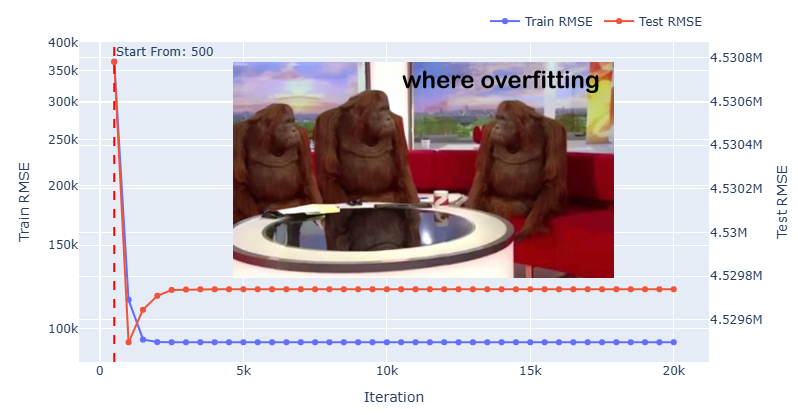 Train RMSE
Test RMSE
Start From: 500
where overfitting
400k
350k
300k
250k
200k
150k
100k
Train RMSE
4.5308M
4.5306M
4.5304M
4.5302M
4.53M
4.5298M
4.5296M
Test RMSE
0
5k
10k
15k
20k
Iteration